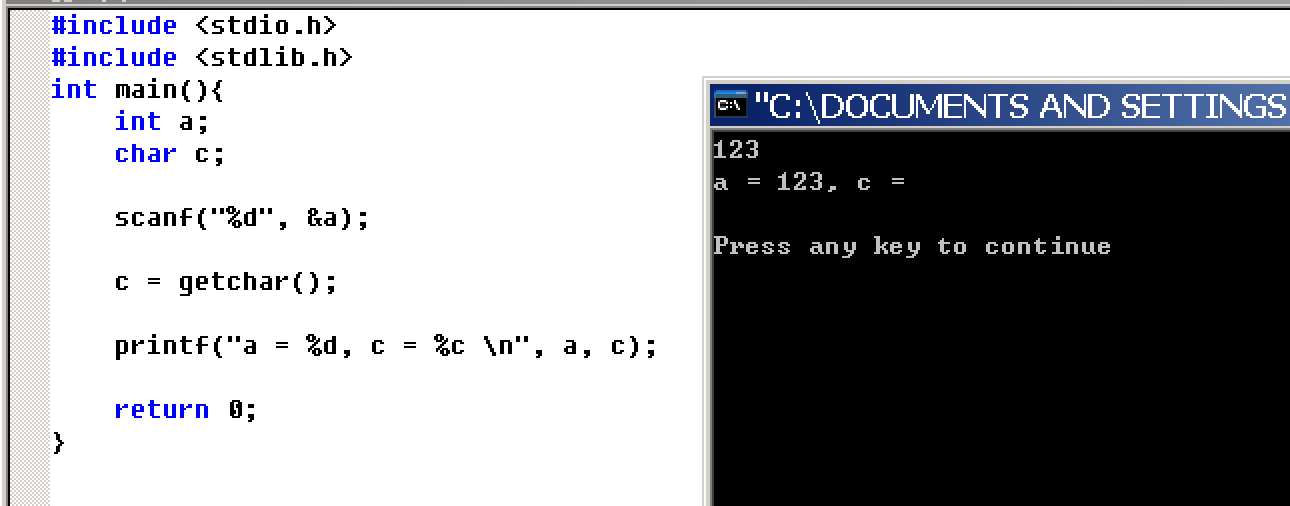 #include <stdio.h>
#include <stdlib.h>
int main(){
    int a;
    char c;
    scanf("%d", &a);
    c = getchar();
    printf("a = %d, c = %c \n", a, c);
    return 0;
}
C:\ "C:\DOCUMENTS AND SETTINGS
123
a = 123, c =
Press any key to continue